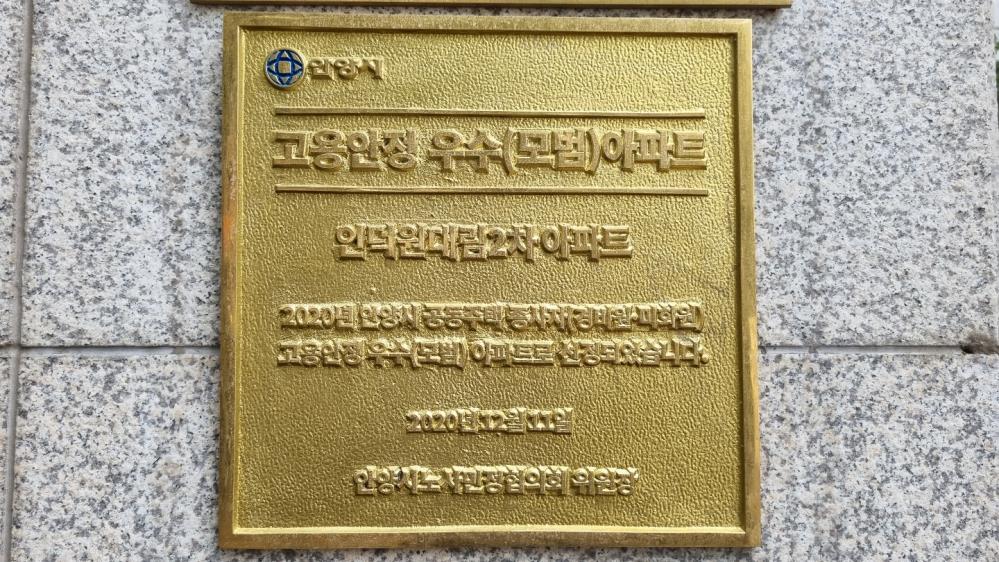 안양시
고용안정 우수(모범)아파트
인덕원대림2차아파트
2020년 안양시 공동주택 종사자(경비원·미화원)
고용안정 우수(모범) 아파트로 선정되었습니다.
2020년 12월 11일
안양시노사민정협의회 위원장